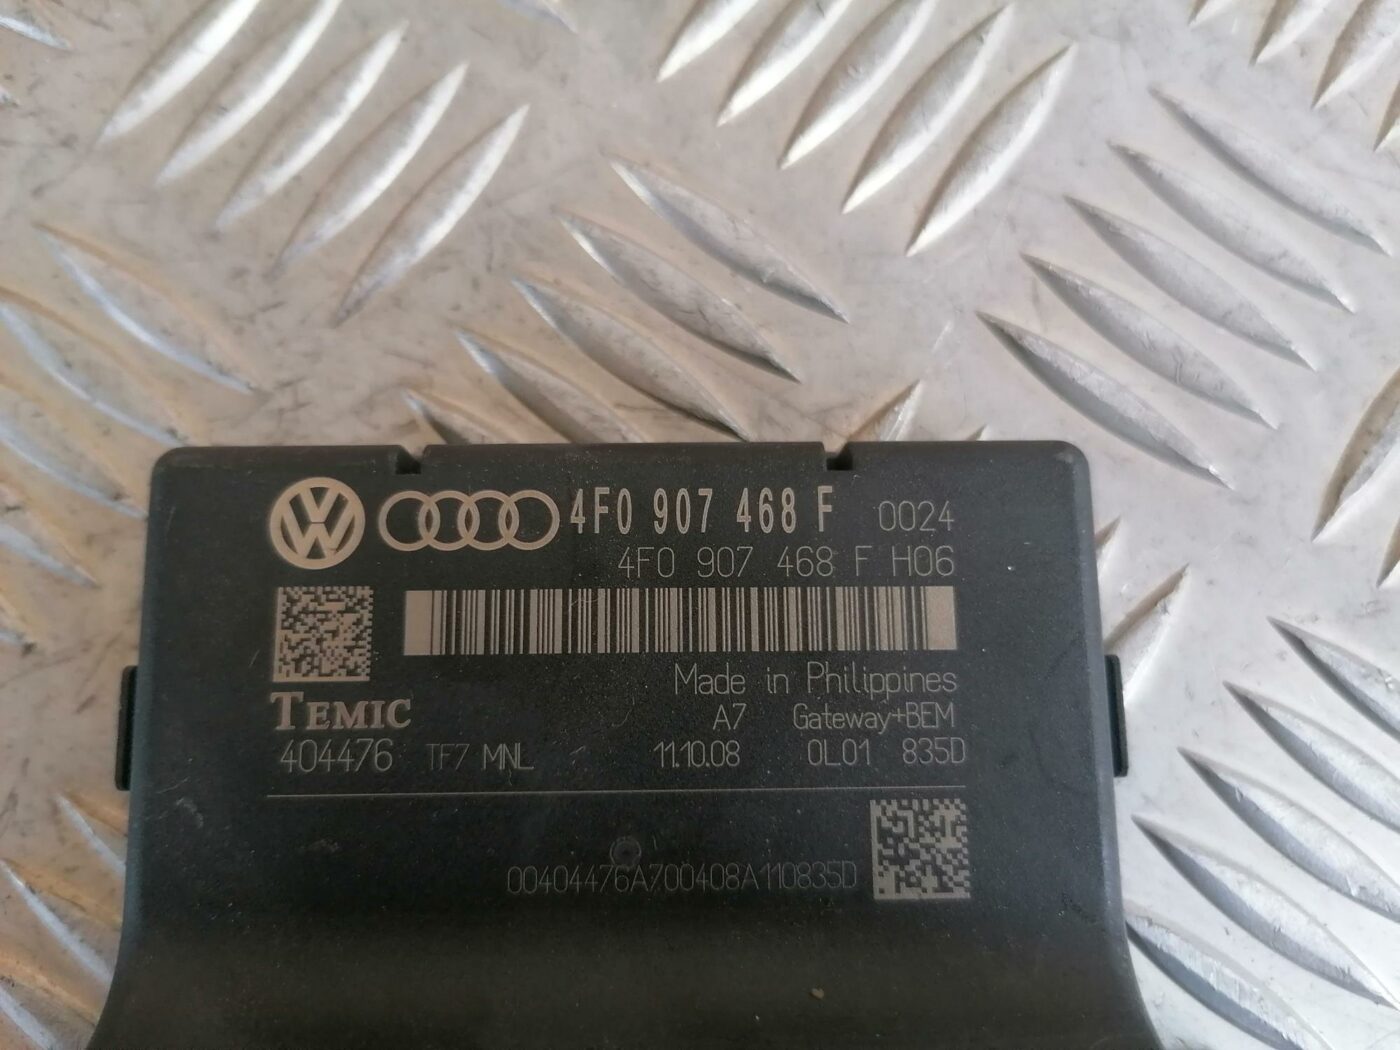 4F0 907 468 F 0024
4F0 907 468 F H06
Made in Philippines
TEMIC A7 Gateway+BEM
404476 TF7 MNL 11.10.08 0L01 835D
00404476A700408A110835D